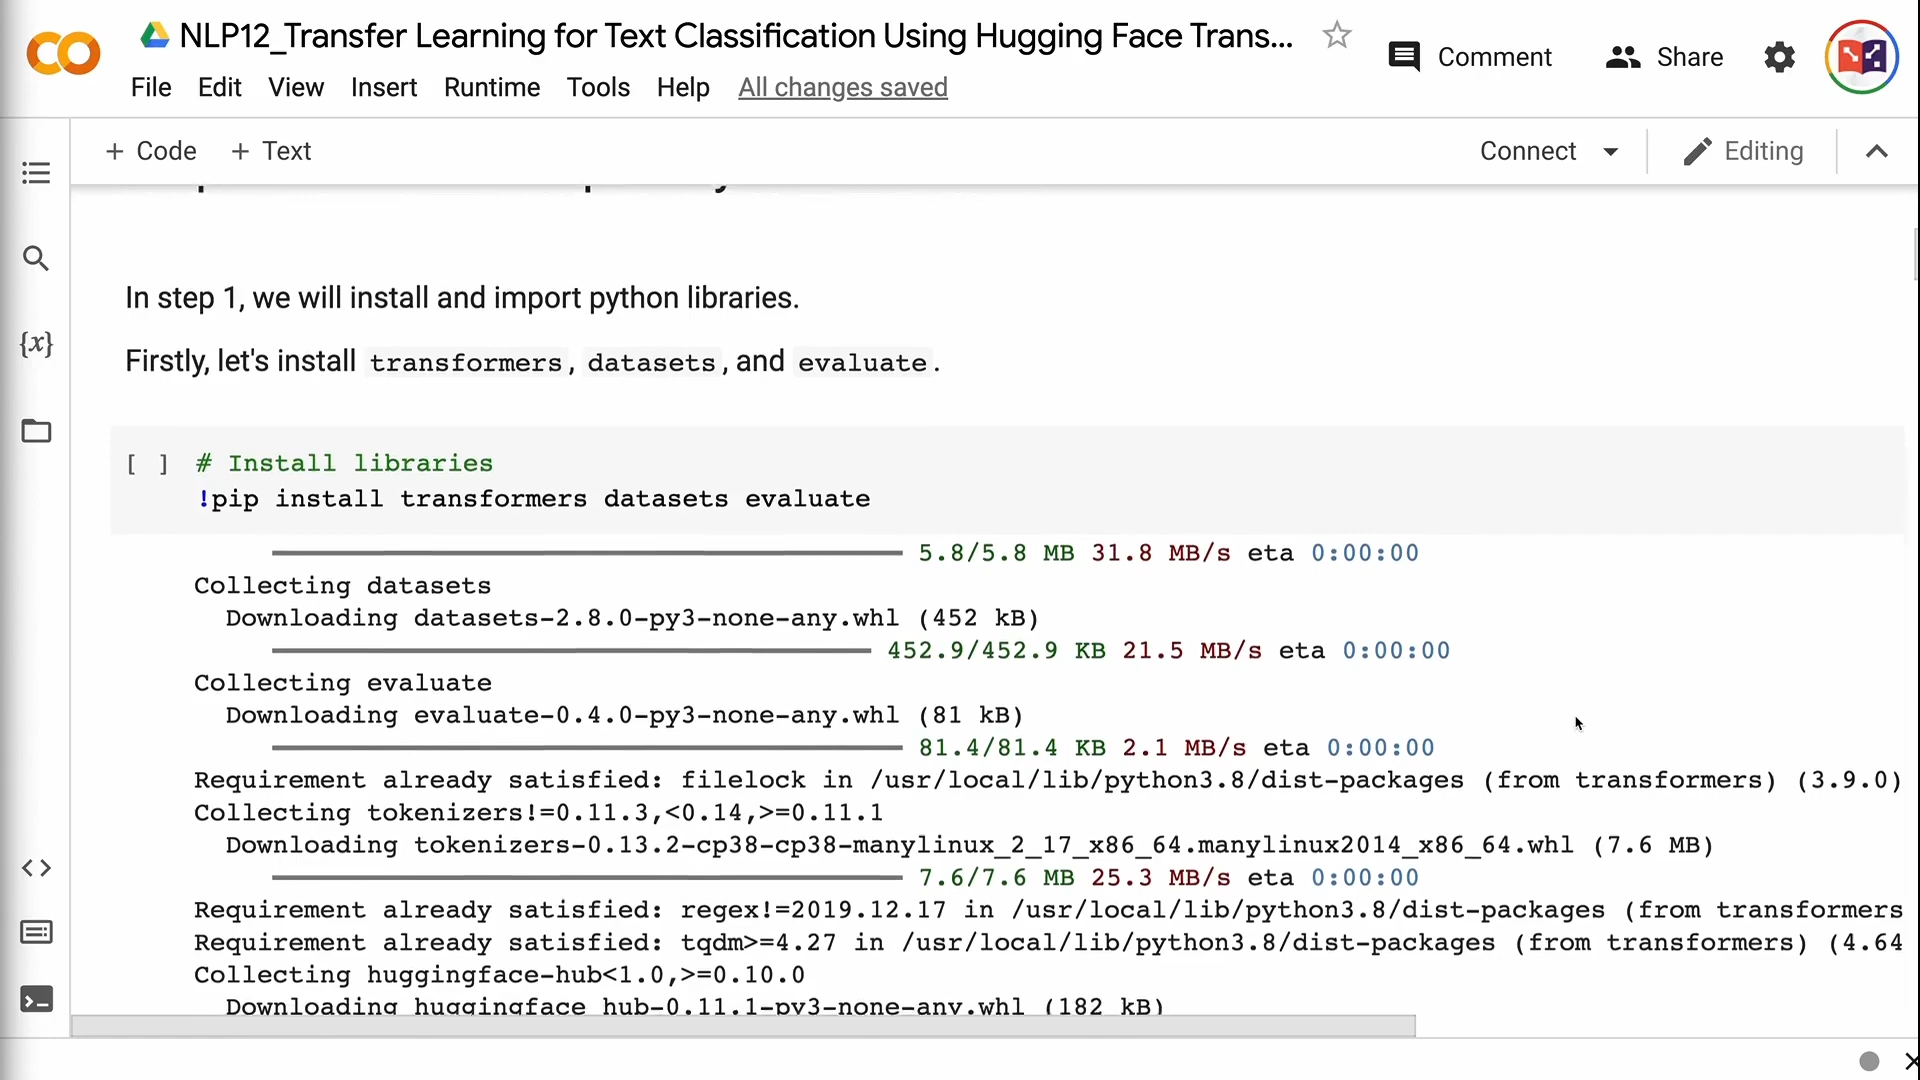 NLP12_Transfer Learning for Text Classification Using Hugging Face Trans...
Comment
Share
File Edit View Insert Runtime Tools Help All changes saved
+ Code + Text
Connect
Editing
In step 1, we will install and import python libraries.
Firstly, let's install transformers, datasets, and evaluate.
[ ] # Install libraries
!pip install transformers datasets evaluate
5.8/5.8 MB 31.8 MB/s eta 0:00:00
Collecting datasets
Downloading datasets-2.8.0-py3-none-any.whl (452 kB)
452.9/452.9 KB 21.5 MB/s eta 0:00:00
Collecting evaluate
Downloading evaluate-0.4.0-py3-none-any.whl (81 kB)
81.4/81.4 KB 2.1 MB/s eta 0:00:00
Requirement already satisfied: filelock in /usr/local/lib/python3.8/dist-packages (from transformers) (3.9.0)
Collecting tokenizers!=0.11.3,<0.14,>=0.11.1
Downloading tokenizers-0.13.2-cp38-cp38-manylinux_2_17_x86_64.manylinux2014_x86_64.whl (7.6 MB)
7.6/7.6 MB 25.3 MB/s eta 0:00:00
Requirement already satisfied: regex!=2019.12.17 in /usr/local/lib/python3.8/dist-packages (from transformers
Requirement already satisfied: tqdm>=4.27 in /usr/local/lib/python3.8/dist-packages (from transformers) (4.64
Collecting huggingface-hub<1.0,>=0.10.0
Downloading huggingface_hub-0.11.1-py3-none-any.whl (182 kB)